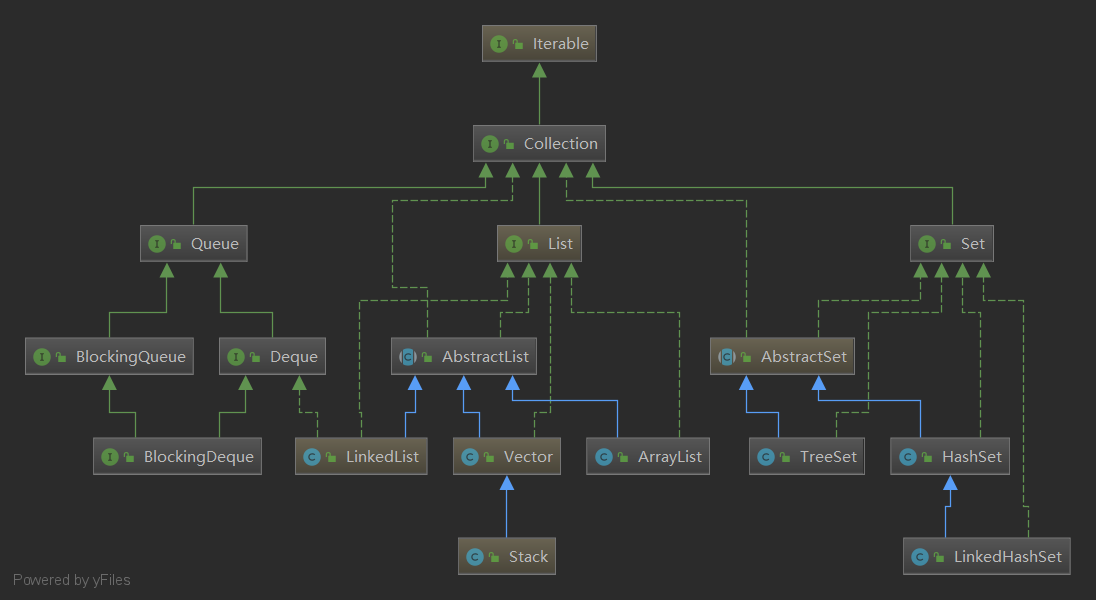 I Iterable
I Collection
I Queue
I List
I Set
I BlockingQueue
I Deque
C AbstractList
C AbstractSet
I BlockingDeque
C LinkedList
C Vector
C ArrayList
C TreeSet
C HashSet
C Stack
C LinkedHashSet
Powered by yFiles